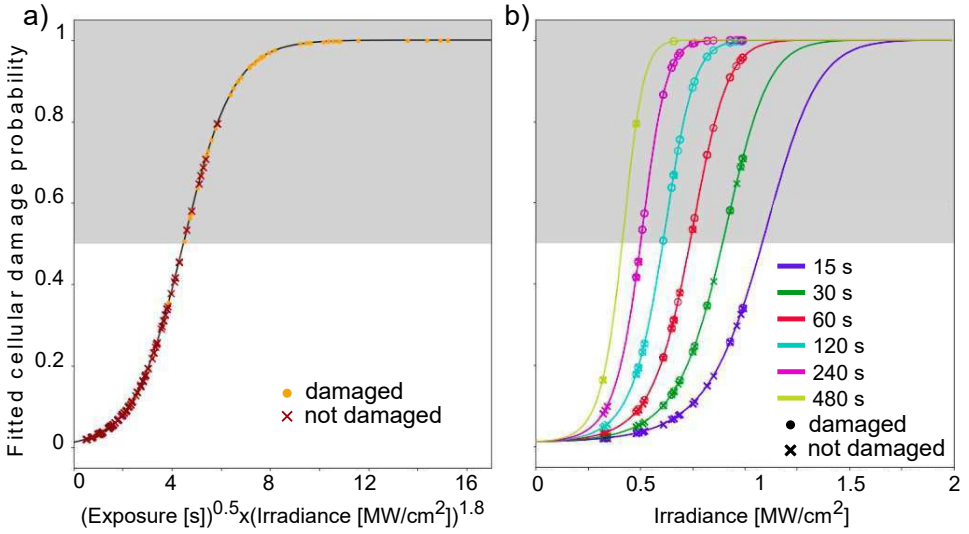 a)
Fitted cellular damage probability
1
0.8
0.6
0.4
0.2
0
damaged
not damaged
0 4 8 12 16
(Exposure [s])^0.5x(Irradiance [MW/cm²])^1.8
b)
15 s
30 s
60 s
120 s
240 s
480 s
damaged
not damaged
0 0.5 1 1.5 2
Irradiance [MW/cm²]